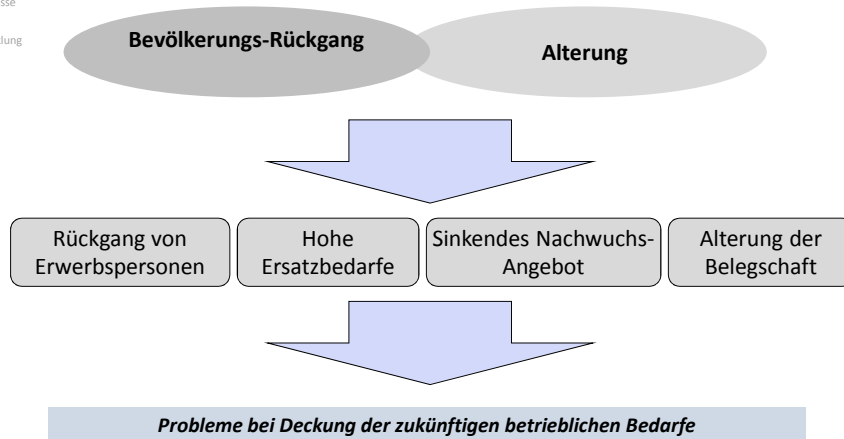 Bevölkerungs-Rückgang
Alterung
Rückgang von
Erwerbspersonen
Hohe
Ersatzbedarfe
Sinkendes Nachwuchs-
Angebot
Alterung der
Belegschaft
Probleme bei Deckung der zukünftigen betrieblichen Bedarfe